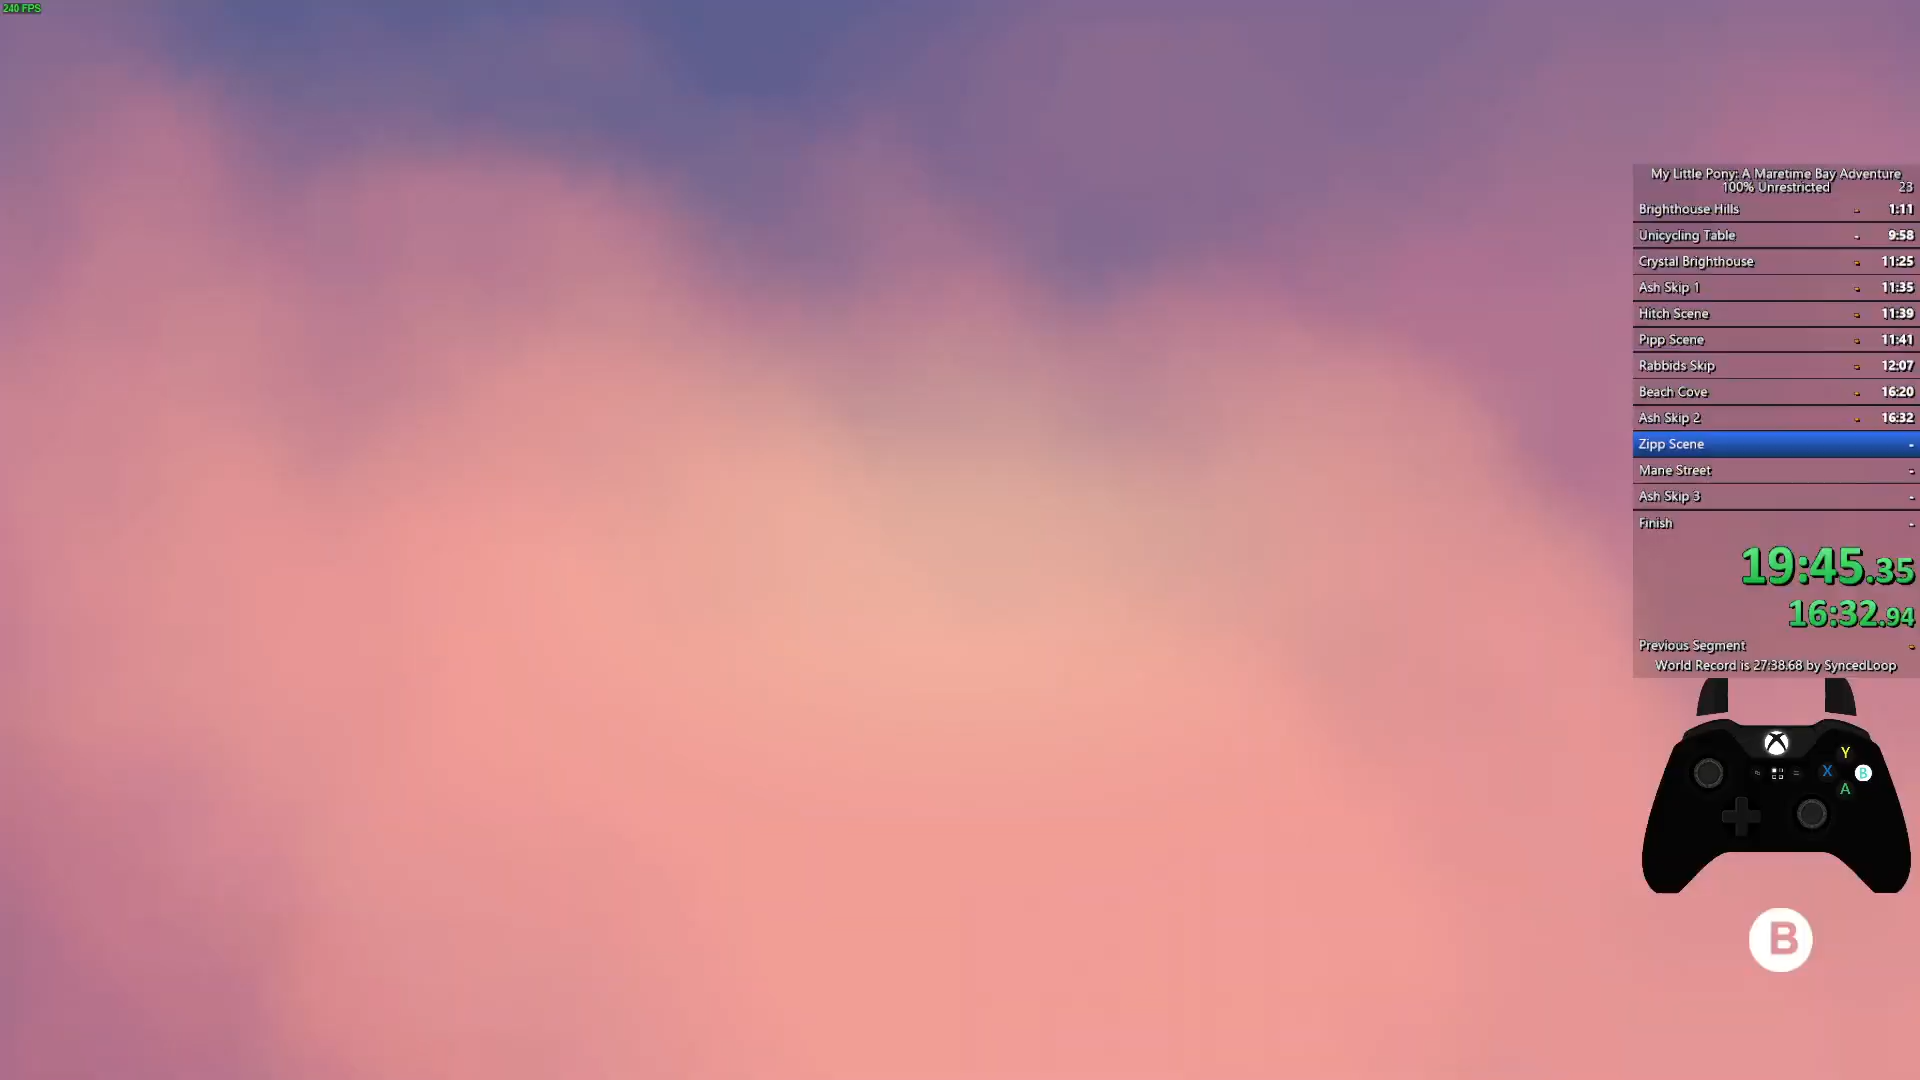 240 FPS
My Little Pony: A Maretime Bay Adventure
100% Unrestricted 23
Brighthouse Hills - 1:11
Unicycling Table - 9:58
Crystal Brighthouse - 11:25
Ash Skip 1 - 11:35
Hitch Scene - 11:39
Pipp Scene - 11:41
Rabbids Skip - 12:07
Beach Cove - 16:20
Ash Skip 2 - 16:32
Zipp Scene -
Mane Street -
Ash Skip 3 -
Finish -
19:45.35
16:32.94
Previous Segment -
World Record is 27:38.68 by SyncedLoop
Y
X B
A
B